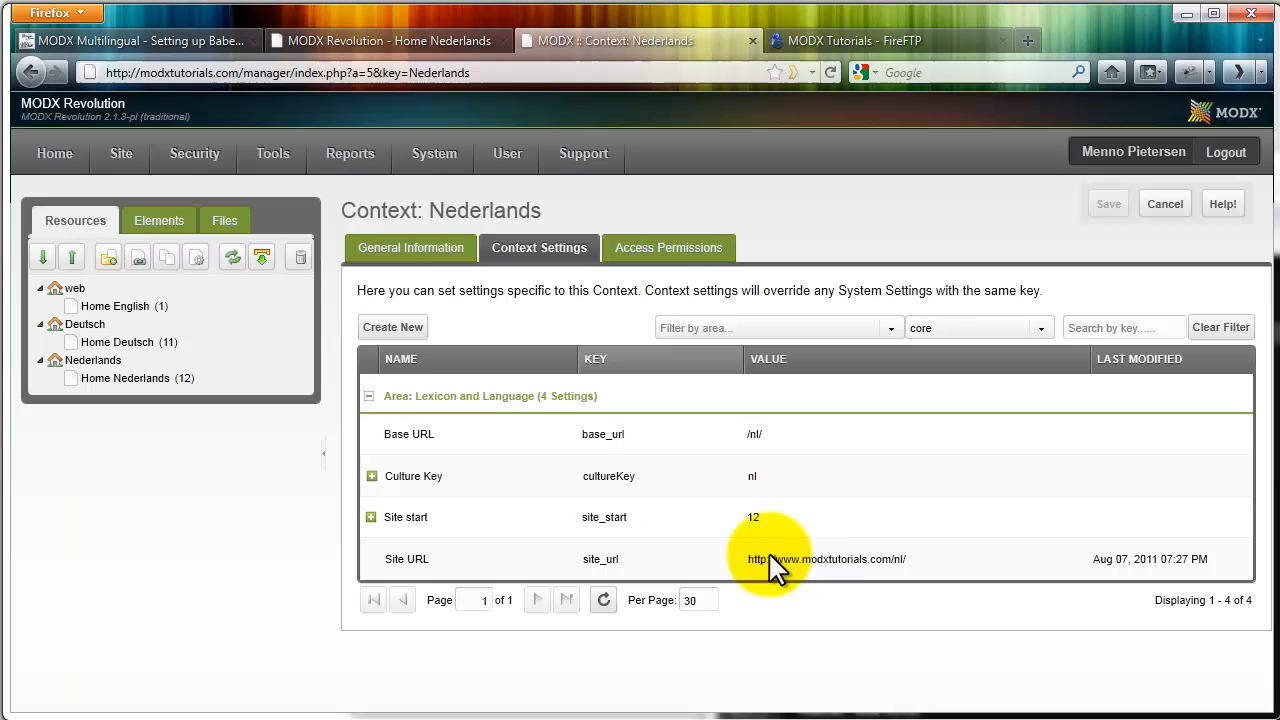 Firefox
MODX Multilingual - Setting up Babe...
MODX Revolution - Home Nederlands
MODX :: Context: Nederlands
MODX Tutorials - FireFTP
http://modxtutorials.com/manager/index.php?a=5&key=Nederlands
Google
MODX Revolution
MODX Revolution 2.1.3-pl (traditional)
MODX
Home
Site
Security
Tools
Reports
System
User
Support
Menno Pietersen
Logout
Resources
Elements
Files
web
Home English (1)
Deutsch
Home Deutsch (11)
Nederlands
Home Nederlands (12)
Context: Nederlands
Save
Cancel
Help!
General Information
Context Settings
Access Permissions
Here you can set settings specific to this Context. Context settings will override any System Settings with the same key.
Create New
Filter by area...
core
Search by key......
Clear Filter
NAME KEY VALUE LAST MODIFIED
Area: Lexicon and Language (4 Settings)
Base URL base_url /nl/
Culture Key cultureKey nl
Site start site_start 12
Site URL site_url http://www.modxtutorials.com/nl/ Aug 07, 2011 07:27 PM
Page 1 of 1
Per Page: 30
Displaying 1 - 4 of 4